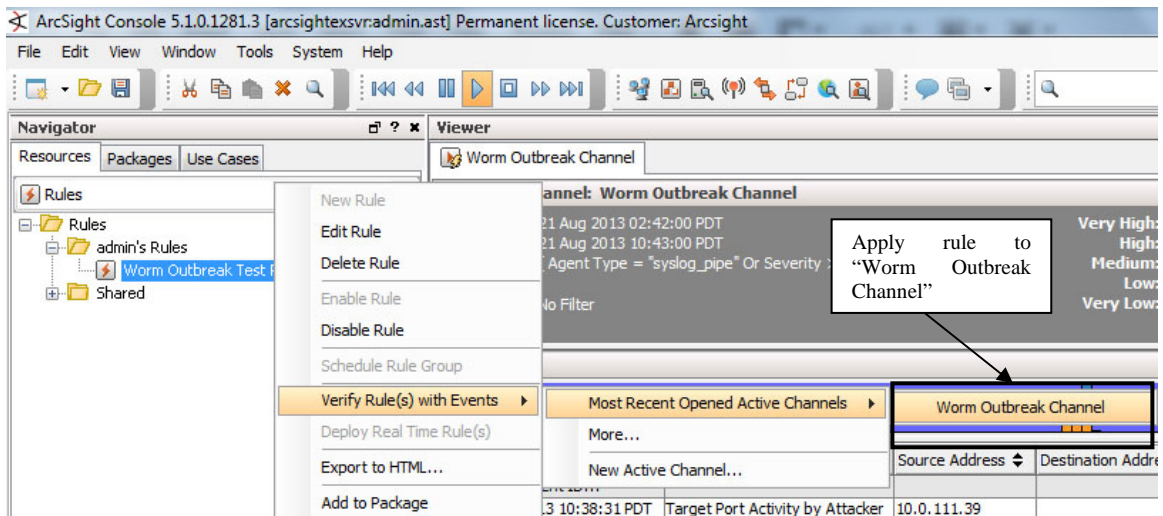 ArcSight Console 5.1.0.1281.3 [arcsightexsvr:admin.ast] Permanent license. Customer: Arcsight
File Edit View Window Tools System Help
Navigator
Viewer
Resources Packages Use Cases
Worm Outbreak Channel
Rules
Rules
admin's Rules
Worm Outbreak Test
Shared
New Rule
Edit Rule
Delete Rule
Enable Rule
Disable Rule
Schedule Rule Group
Verify Rule(s) with Events
Deploy Real Time Rule(s)
Export to HTML...
Add to Package
Most Recent Opened Active Channels
More...
New Active Channel...
Worm Outbreak Channel
annel: Worm Outbreak Channel
21 Aug 2013 02:42:00 PDT
21 Aug 2013 10:43:00 PDT
( Agent Type = "syslog_pipe" Or Severity >
No Filter
Very High:
High:
Medium:
Low:
Very Low:
Apply rule to
“Worm Outbreak
Channel”
Source Address Destination Addre
13 10:38:31 PDT Target Port Activity by Attacker 10.0.111.39